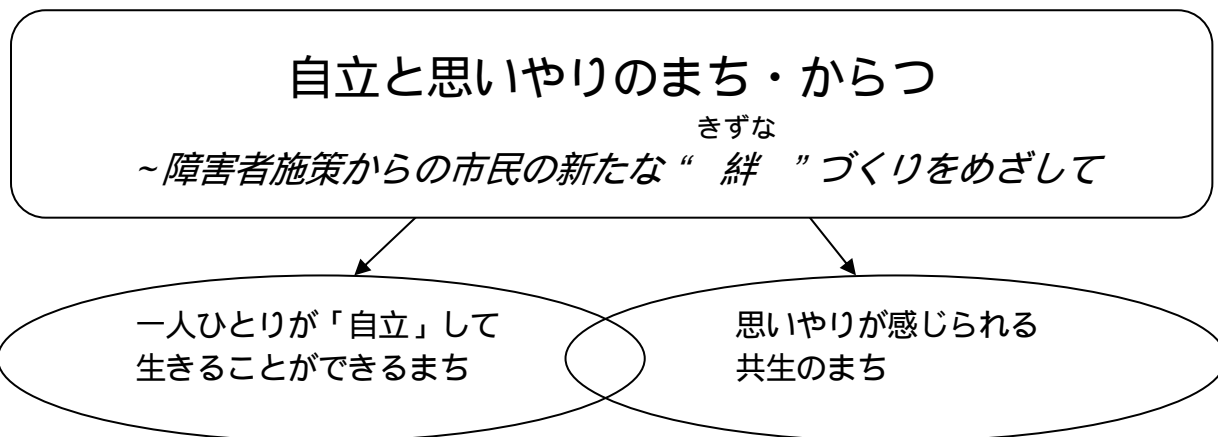 自立と思いやりのまち・からつ
きずな
~障害者施策からの市民の新たな“ 絆 ”づくりをめざして
一人ひとりが「自立」して
生きることができるまち
思いやりが感じられる
共生のまち